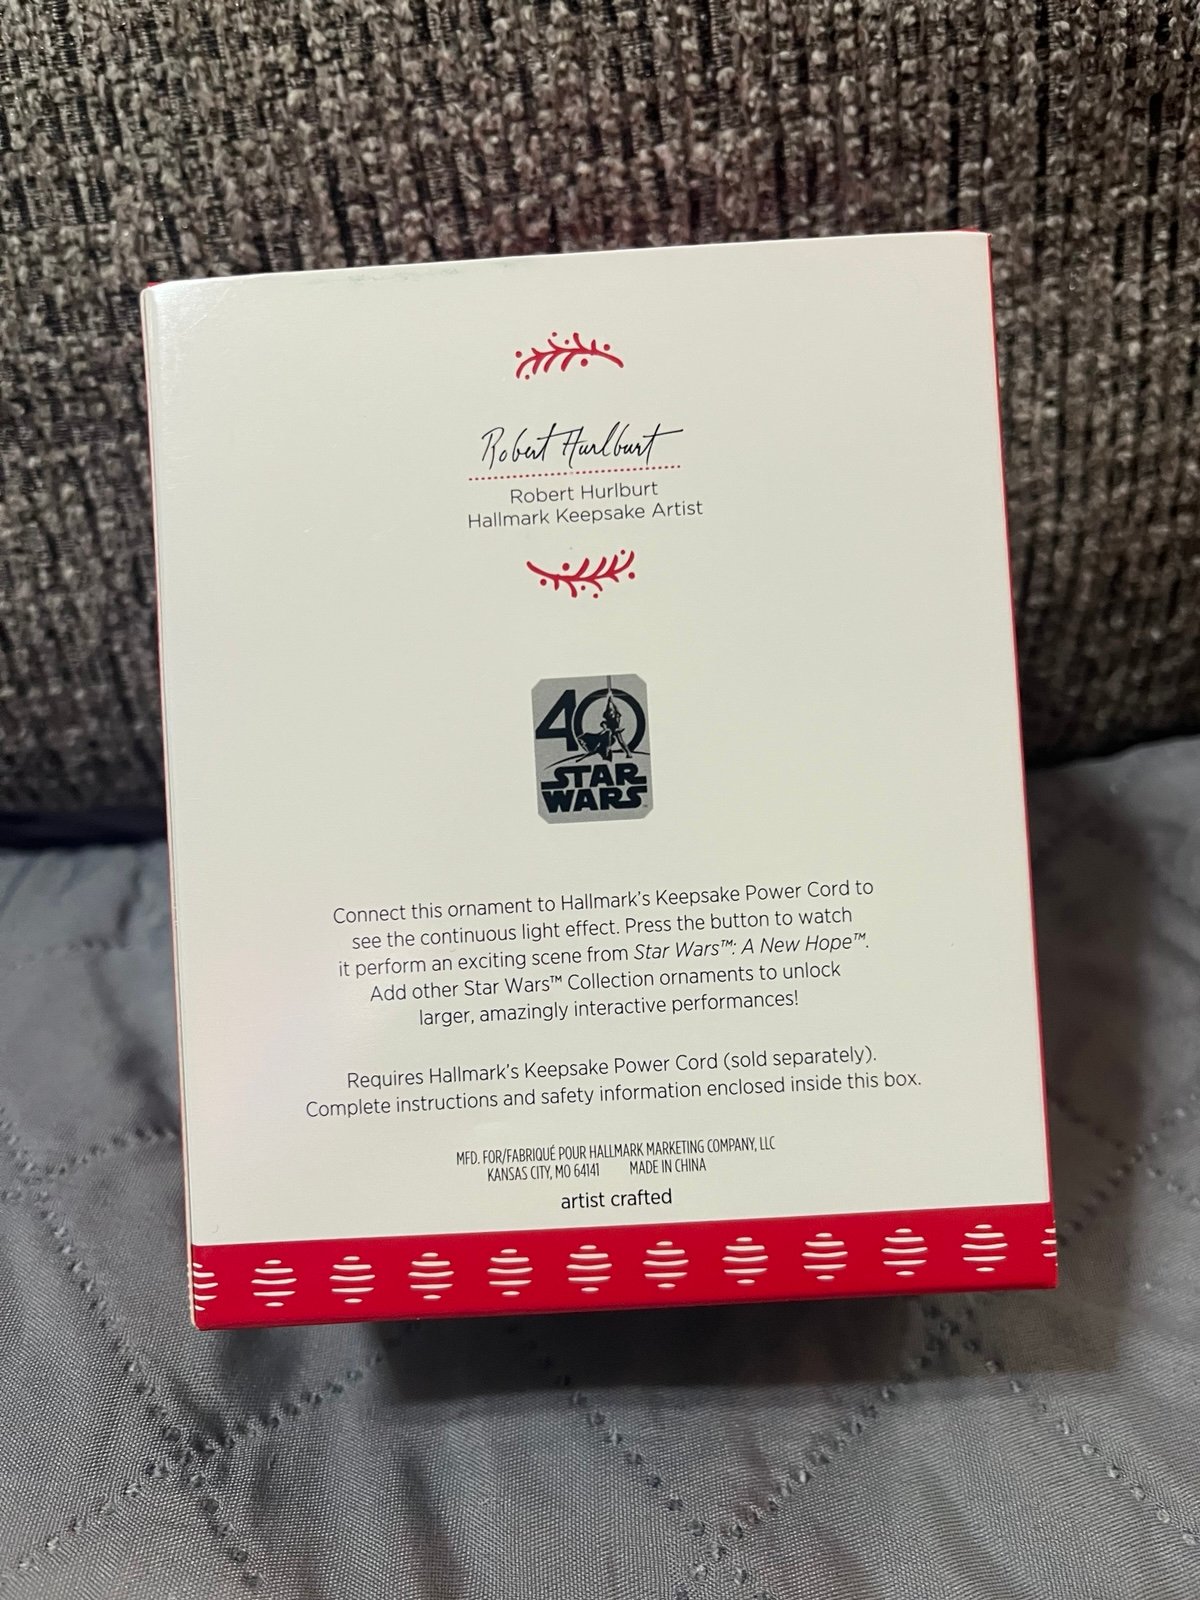 Robert Hurlburt
Robert Hurlburt
Hallmark Keepsake Artist
40
STAR
WARS
Connect this ornament to Hallmark's Keepsake Power Cord to
see the continuous light effect. Press the button to watch
it perform an exciting scene from Star Wars™: A New Hope™.
Add other Star Wars™ Collection ornaments to unlock
larger, amazingly interactive performances!
Requires Hallmark's Keepsake Power Cord (sold separately).
Complete instructions and safety information enclosed inside this box.
MFD. FOR/FABRIQUÉ POUR HALLMARK MARKETING COMPANY, LLC
KANSAS CITY, MO 64141 MADE IN CHINA
artist crafted